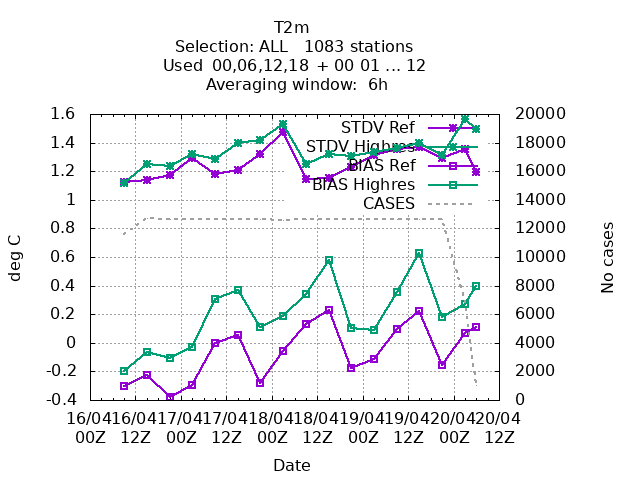 T2m
Selection: ALL   1083 stations
Used  00,06,12,18  + 00 01 ... 12
Averaging window:  6h
STDV Ref
STDV Highres
BIAS Ref
BIAS Highres
CASES
1.6
1.4
1.2
1
0.8
0.6
0.4
0.2
0
-0.2
-0.4
20000
18000
16000
14000
12000
10000
8000
6000
4000
2000
0
deg C
No cases
16/04 16/04 17/04 17/04 18/04 18/04 19/04 19/04 20/04 20/04
00Z 12Z 00Z 12Z 00Z 12Z 00Z 12Z 00Z 12Z
Date